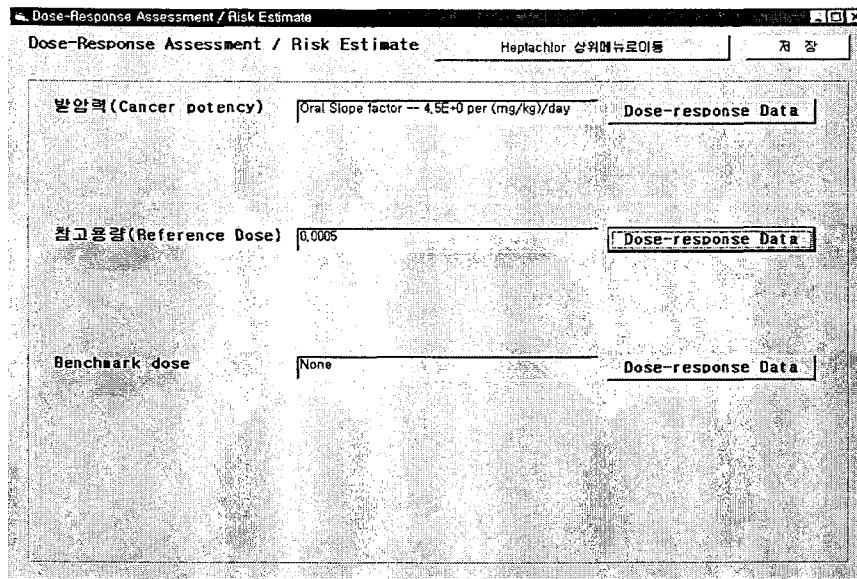 Dose-Response Assessment / Risk Estimate
Dose-Response Assessment / Risk Estimate
Heptachlor 상위메뉴로이동
저 장
발암력(Cancer potency)
Oral Slope factor -- 4.5E+0 per (mg/kg)/day
Dose-response Data
참고용량(Reference Dose)
0.0005
Dose-response Data
Benchmark dose
None
Dose-response Data